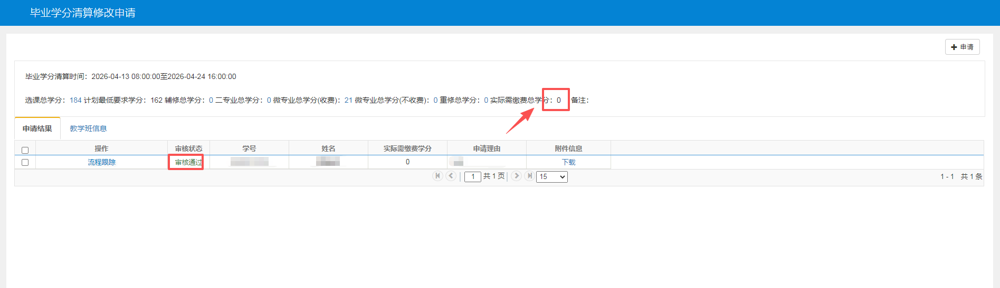 毕业学分清算修改申请
申请
毕业学分清算时间：2026-04-13 08:00:00至2026-04-24 16:00:00
选课总学分：184 计划最低要求学分：162 辅修总学分：0 二专业总学分：0 微专业总学分(收费)：21 微专业总学分(不收费)：0 重修总学分：0 实际需缴费总学分：0 备注：
申请结果 教学班信息
操作 审核状态 学号 姓名 实际需缴费学分 申请理由 附件信息
流程跟踪 审核通过 0 下载
1 共 1 页 15 1 - 1 共 1 条